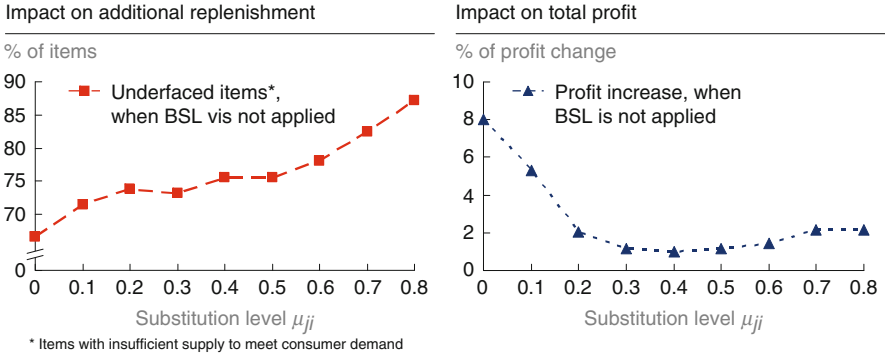 Impact on additional replenishment
% of items
90
85
80
75
70
0
Underfaced items*,
when BSL vis not applied
0 0.1 0.2 0.3 0.4 0.5 0.6 0.7 0.8
Substitution level μji
* Items with insufficient supply to meet consumer demand
Impact on total profit
% of profit change
10
8
6
4
2
0
Profit increase, when
BSL is not applied
0 0.1 0.2 0.3 0.4 0.5 0.6 0.7 0.8
Substitution level μji